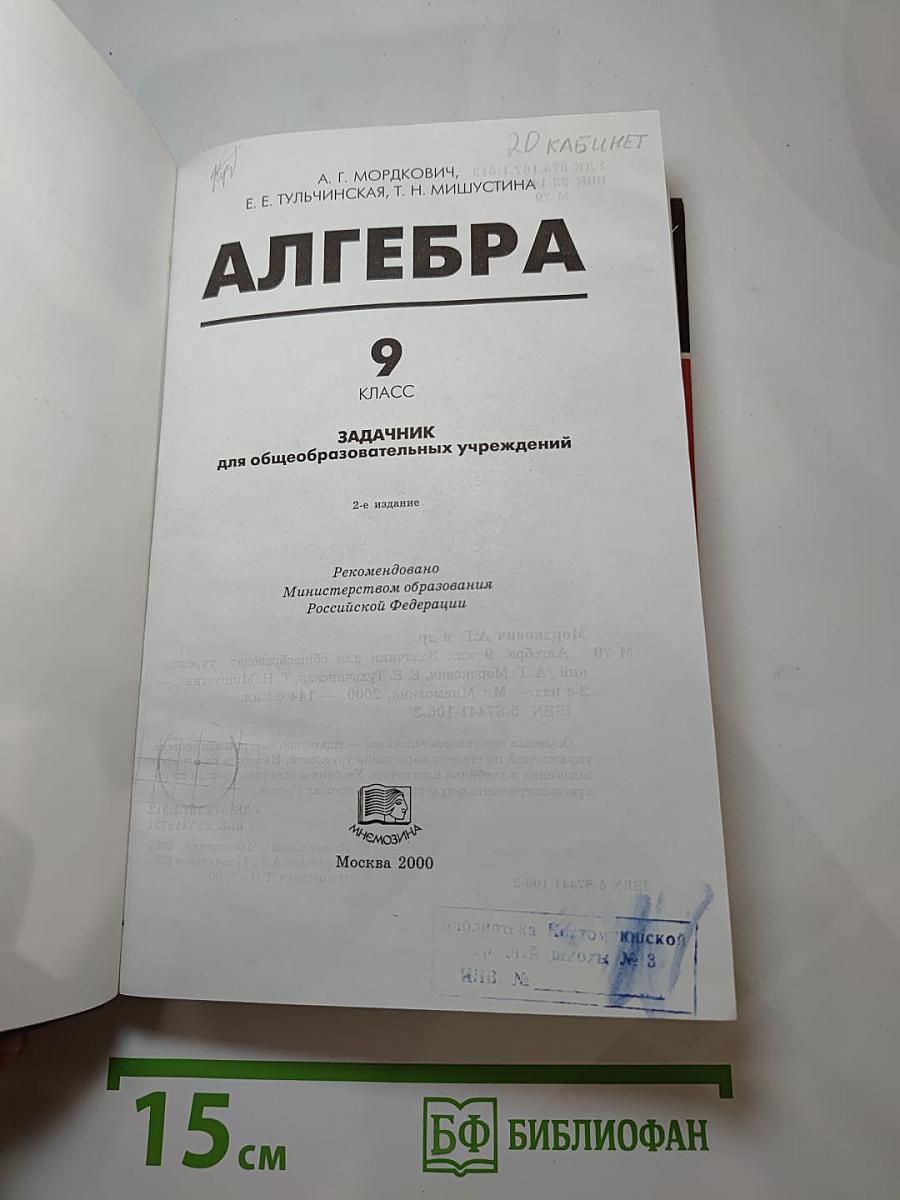 20 КАБИНЕТ
А. Г. МОРДКОВИЧ,
Е. Е. ТУЛЬЧИНСКАЯ, Т. Н. МИШУСТИНА
АЛГЕБРА
9
КЛАСС
ЗАДАЧНИК
для общеобразовательных учреждений
2-е издание
Рекомендовано
Министерством образования
Российской Федерации
МНЕМОЗИНА
Москва 2000
Библиотека
школы № 3
ИНВ. №
15 см
БФ БИБЛИОФАН